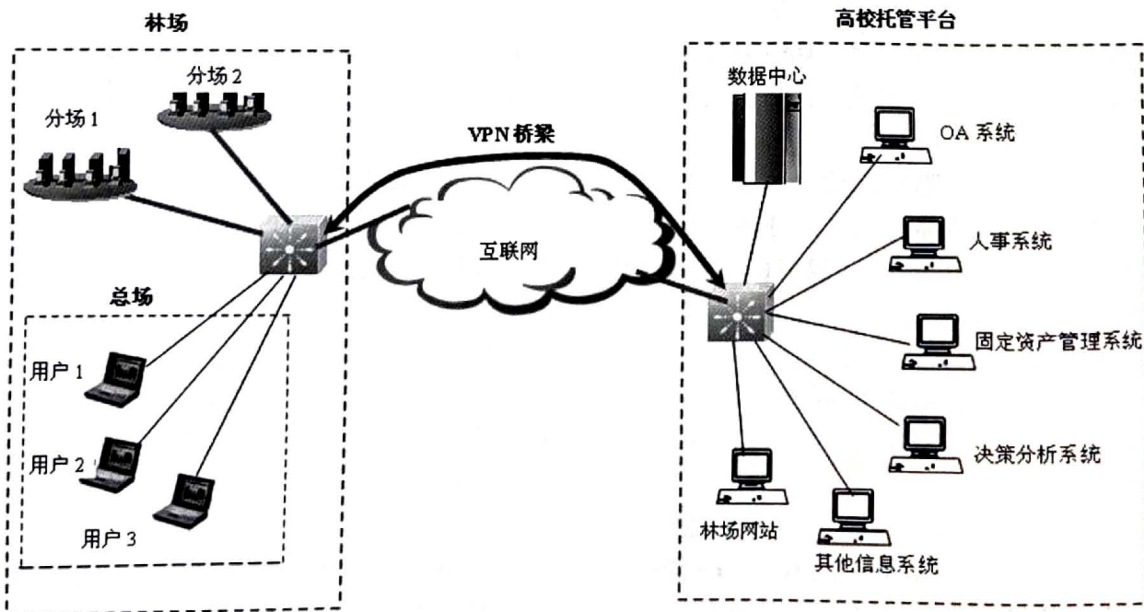 林场
高校托管平台
分场 2
分场 1
VPN 桥梁
互联网
总场
用户 1
用户 2
用户 3
数据中心
OA 系统
人事系统
固定资产管理系统
决策分析系统
林场网站
其他信息系统